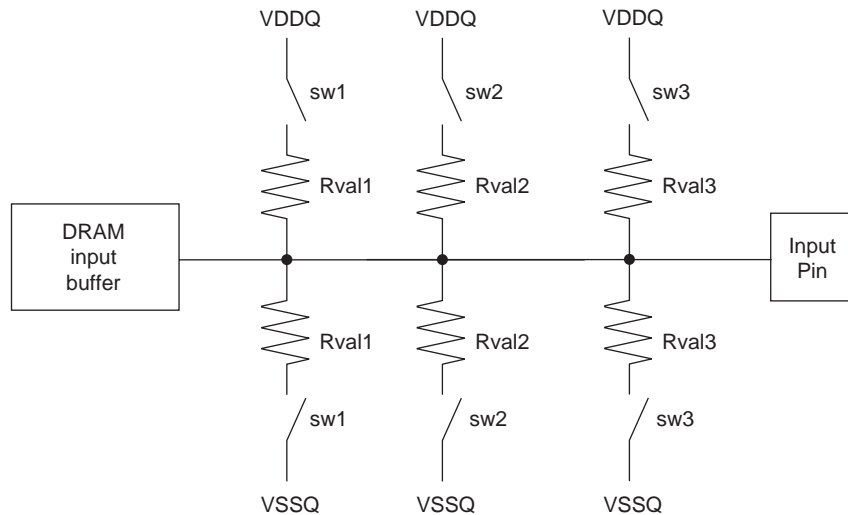 VDDQ
VDDQ
VDDQ
sw1
sw2
sw3
Rval1
Rval2
Rval3
DRAM
input
buffer
Input
Pin
Rval1
Rval2
Rval3
sw1
sw2
sw3
VSSQ
VSSQ
VSSQ